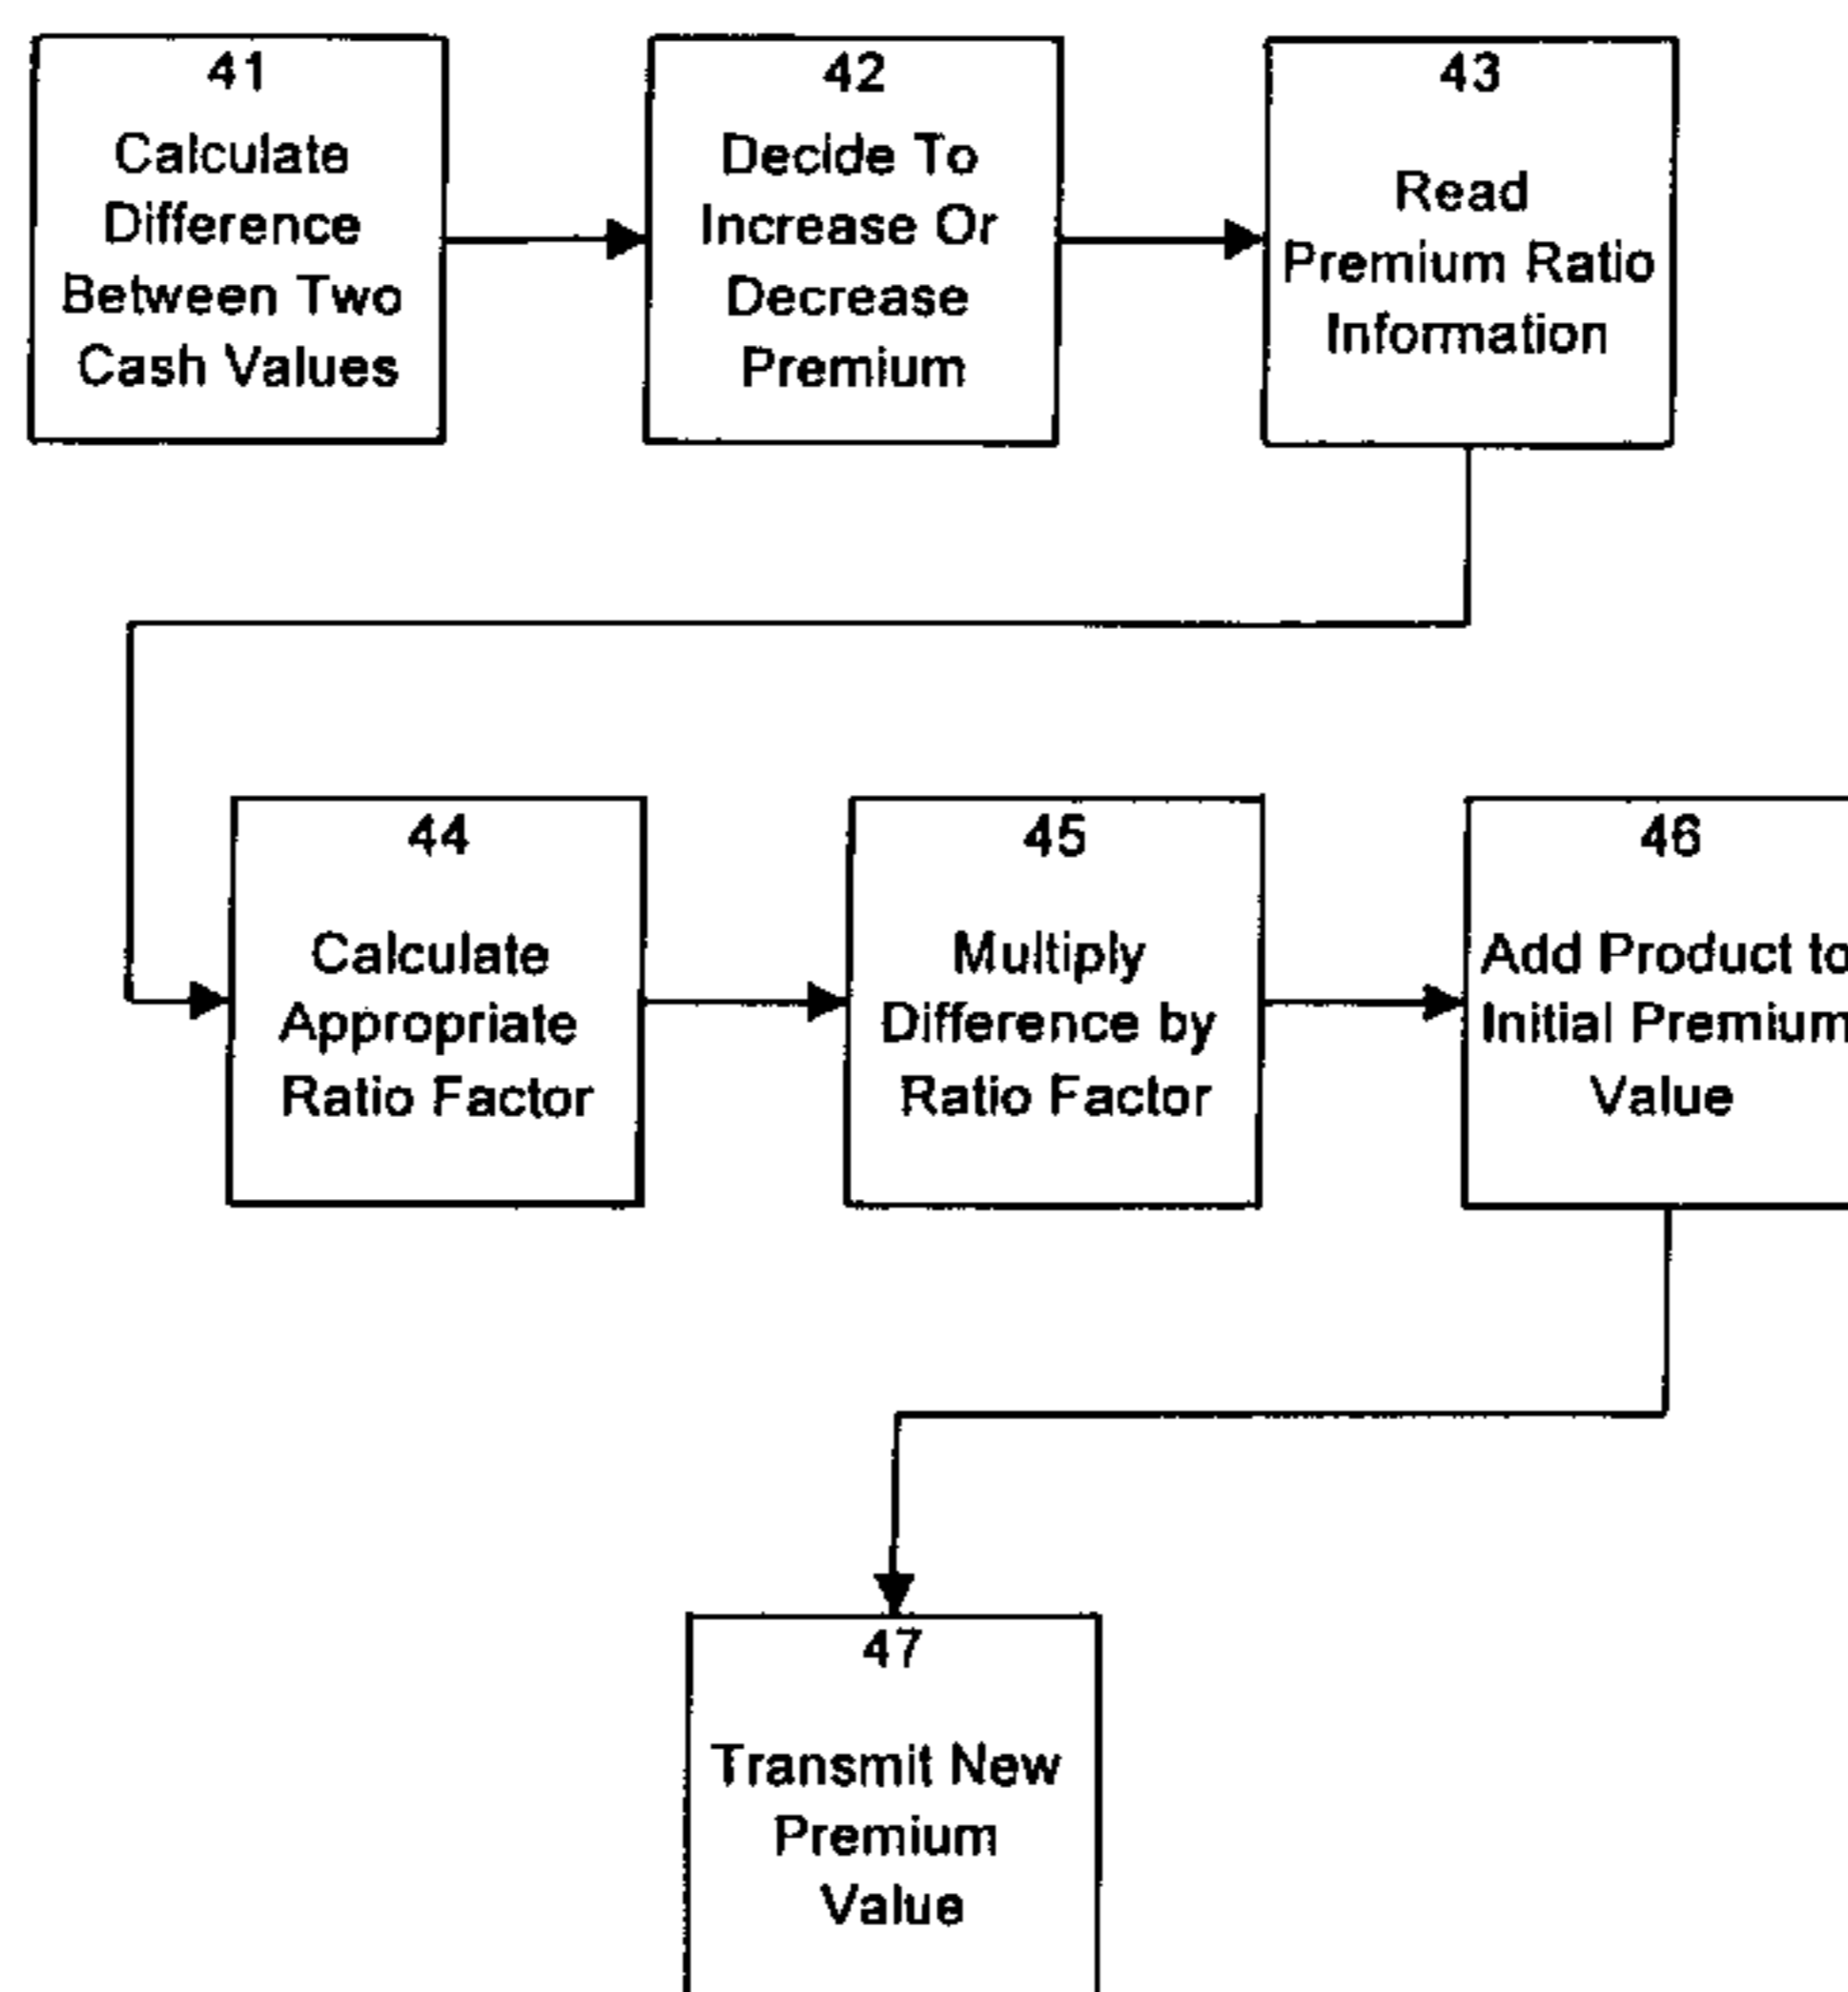 41
Calculate
Difference
Between Two
Cash Values
42
Decide To
Increase Or
Decrease
Premium
43
Read
Premium Ratio
Information
44
Calculate
Appropriate
Ratio Factor
45
Multiply
Difference by
Ratio Factor
46
Add Product to
Initial Premium
Value
47
Transmit New
Premium
Value